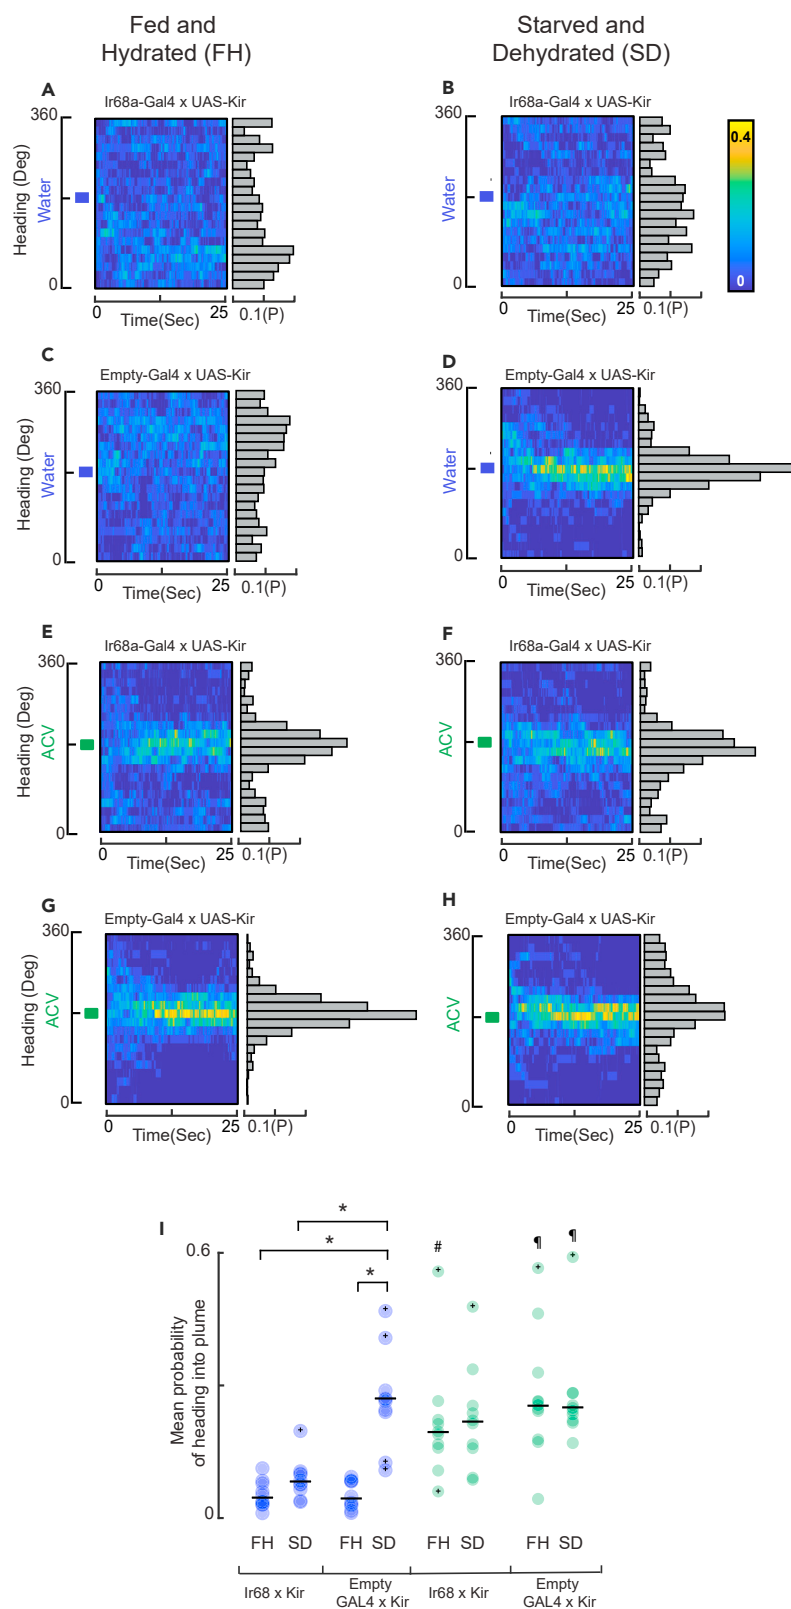 Fed and
Hydrated (FH)
Starved and
Dehydrated (SD)
A
Ir68a-Gal4 x UAS-Kir
360
Heading (Deg)
Water
0
0
25
Time(Sec)
0.1(P)
B
Ir68a-Gal4 x UAS-Kir
360
Water
0
0
25
Time(Sec)
0.1(P)
0.4
0
C
Empty-Gal4 x UAS-Kir
360
Heading (Deg)
Water
0
0
25
Time(Sec)
0.1(P)
D
Empty-Gal4 x UAS-Kir
360
Water
0
0
25
Time(Sec)
0.1(P)
E
Ir68a-Gal4 x UAS-Kir
360
Heading (Deg)
ACV
0
0
25
Time(Sec)
0.1(P)
F
Ir68a-Gal4 x UAS-Kir
360
ACV
0
0
25
Time(Sec)
0.1(P)
G
Empty-Gal4 x UAS-Kir
360
Heading (Deg)
ACV
0
0
25
Time(Sec)
0.1(P)
H
Empty-Gal4 x UAS-Kir
360
ACV
0
0
25
Time(Sec)
0.1(P)
I
*
*
*
# ¶ ¶
0.6
Mean probability
of heading into plume
0
FH SD FH SD FH SD FH SD
Ir68 x Kir
Empty
GAL4 x Kir
Ir68 x Kir
Empty
GAL4 x Kir